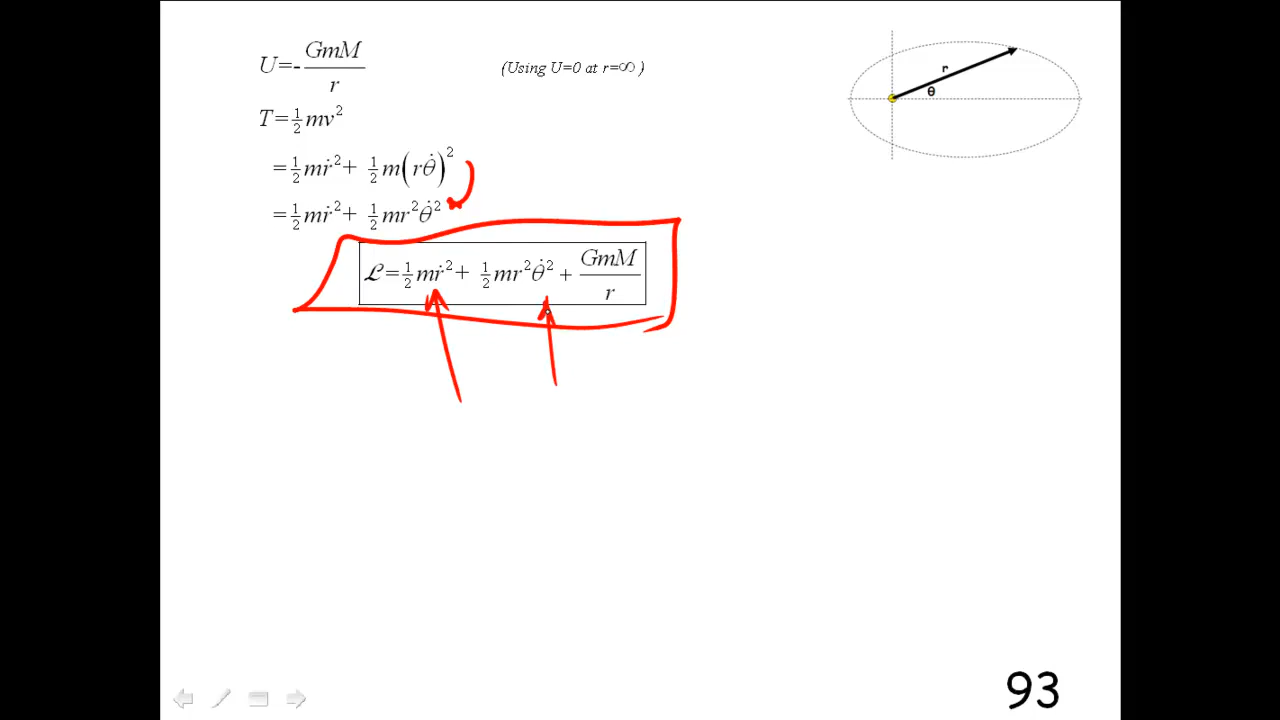 U=-GmM/r (Using U=0 at r=∞ )
T=½mv²
=½mṙ²+ ½m(rθ̇)²
=½mṙ²+ ½mr²θ̇²
ℒ=½mṙ²+ ½mr²θ̇²+GmM/r
r
θ
93